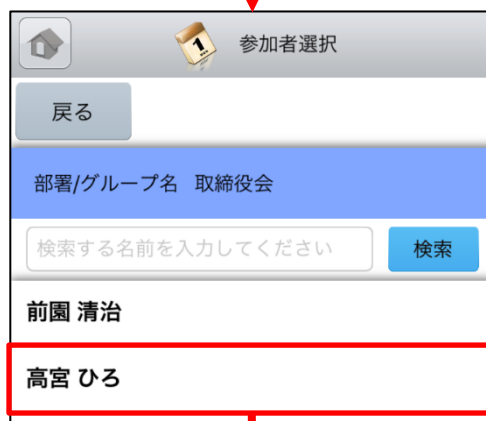 1
参加者選択
戻る
部署/グループ名 取締役会
検索する名前を入力してください 検索
前園 清治
高宮 ひろ